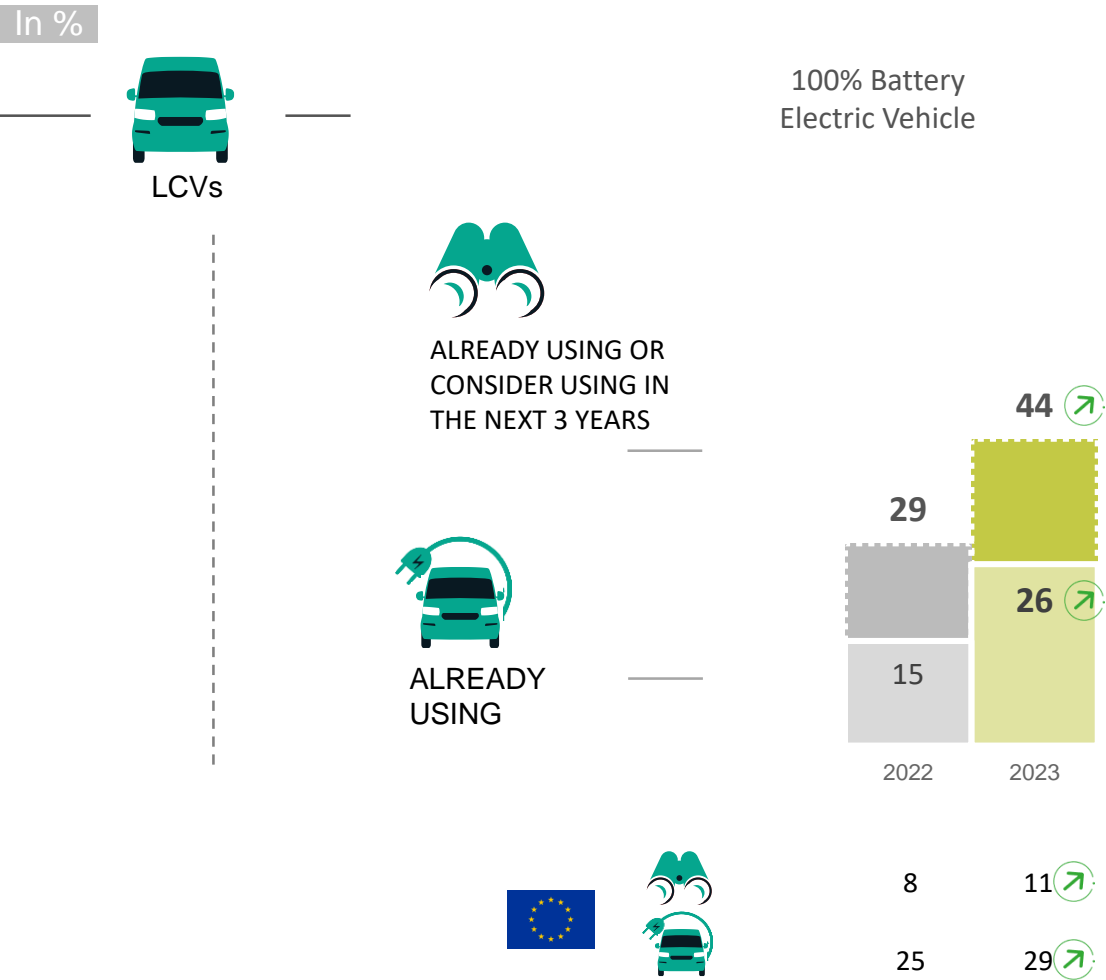 In %
100% Battery
Electric Vehicle
LCVs
ALREADY USING OR
CONSIDER USING IN
THE NEXT 3 YEARS
44
29
26
ALREADY
USING
15
2022 2023
8 11
25 29